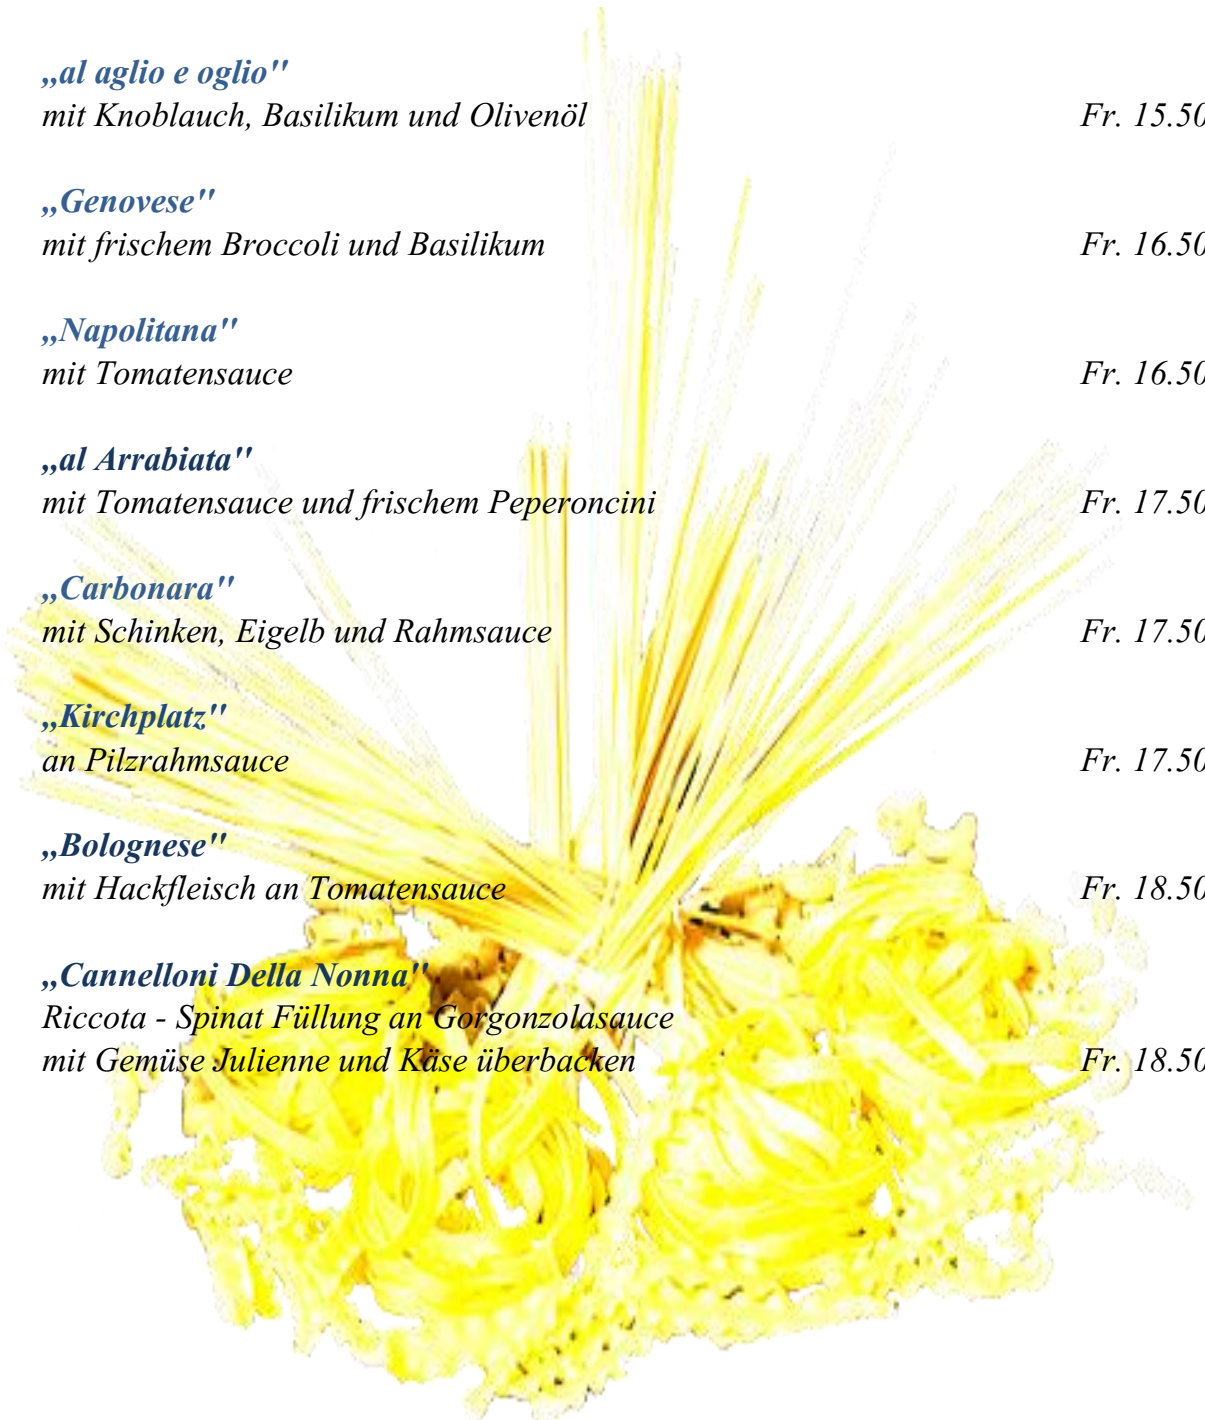 „al aglio e oglio"
mit Knoblauch, Basilikum und Olivenöl Fr. 15.50
„Genovese"
mit frischem Broccoli und Basilikum Fr. 16.50
„Napolitana"
mit Tomatensauce Fr. 16.50
„al Arrabiata"
mit Tomatensauce und frischem Peperoncini Fr. 17.50
„Carbonara"
mit Schinken, Eigelb und Rahmsauce Fr. 17.50
„Kirchplatz"
an Pilzrahmsauce Fr. 17.50
„Bolognese"
mit Hackfleisch an Tomatensauce Fr. 18.50
„Cannelloni Della Nonna"
Riccota - Spinat Füllung an Gorgonzolasauce
mit Gemüse Julienne und Käse überbacken Fr. 18.50